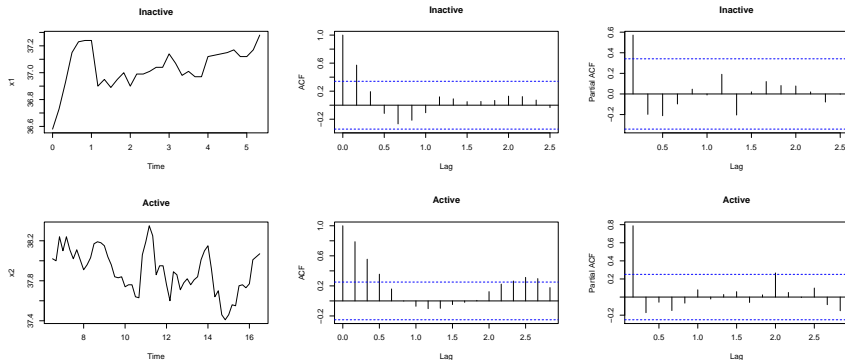 Inactive
x1
36.6 36.8 37.0 37.2
0 1 2 3 4 5
Time
Inactive
ACF
−0.2 0.2 0.6 1.0
0.0 0.5 1.0 1.5 2.0 2.5
Lag
Inactive
Partial ACF
−0.2 0.0 0.2 0.4 0.6
0.5 1.0 1.5 2.0 2.5
Lag
Active
x2
37.4 37.8 38.2
8 10 12 14 16
Time
Active
ACF
−0.2 0.2 0.6 1.0
0.0 0.5 1.0 1.5 2.0 2.5
Lag
Active
Partial ACF
−0.2 0.0 0.2 0.4 0.6 0.8
0.5 1.0 1.5 2.0 2.5
Lag